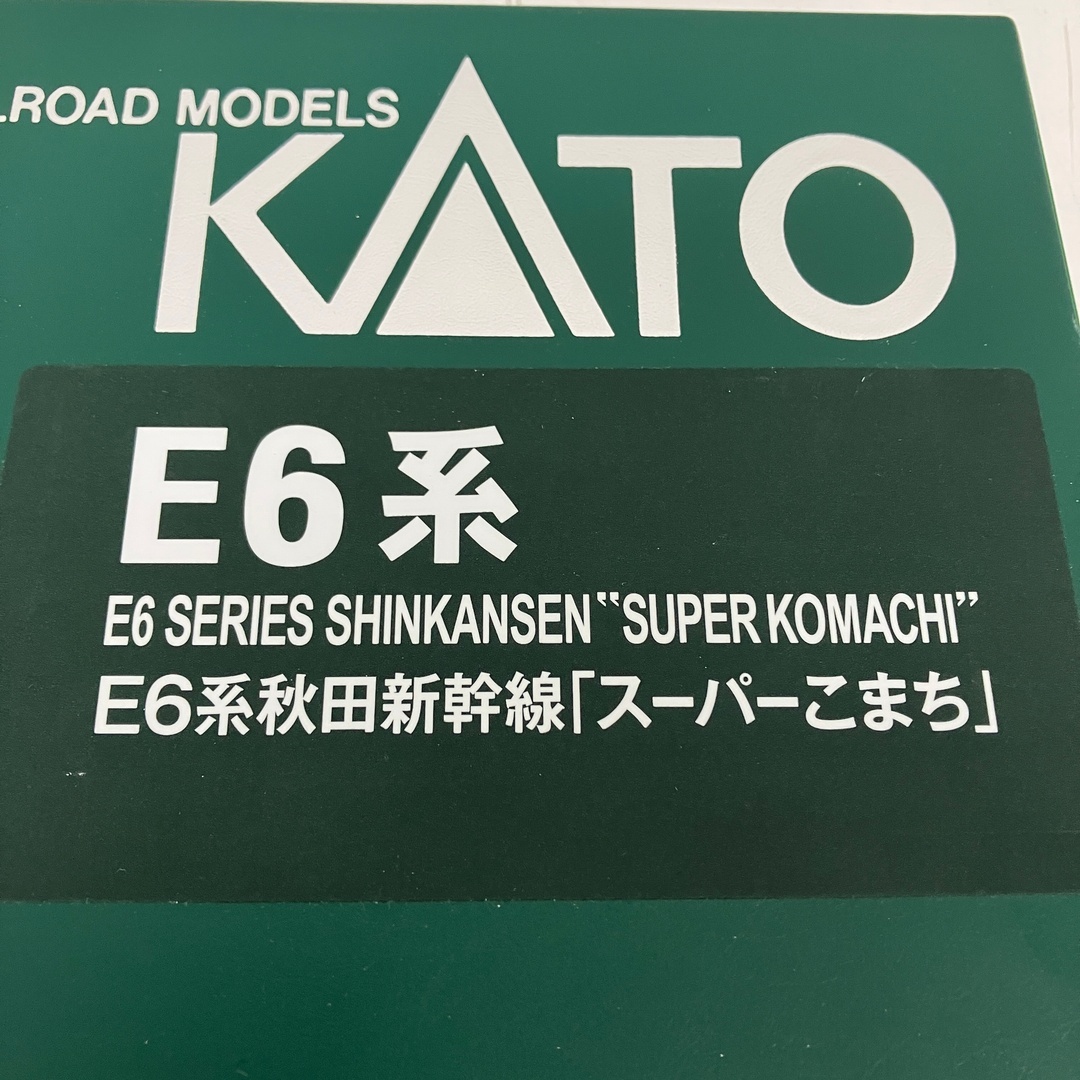 .ROAD MODELS
KATO
E6系
E6 SERIES SHINKANSEN “SUPER KOMACHI”
E6系秋田新幹線「スーパーこまち」